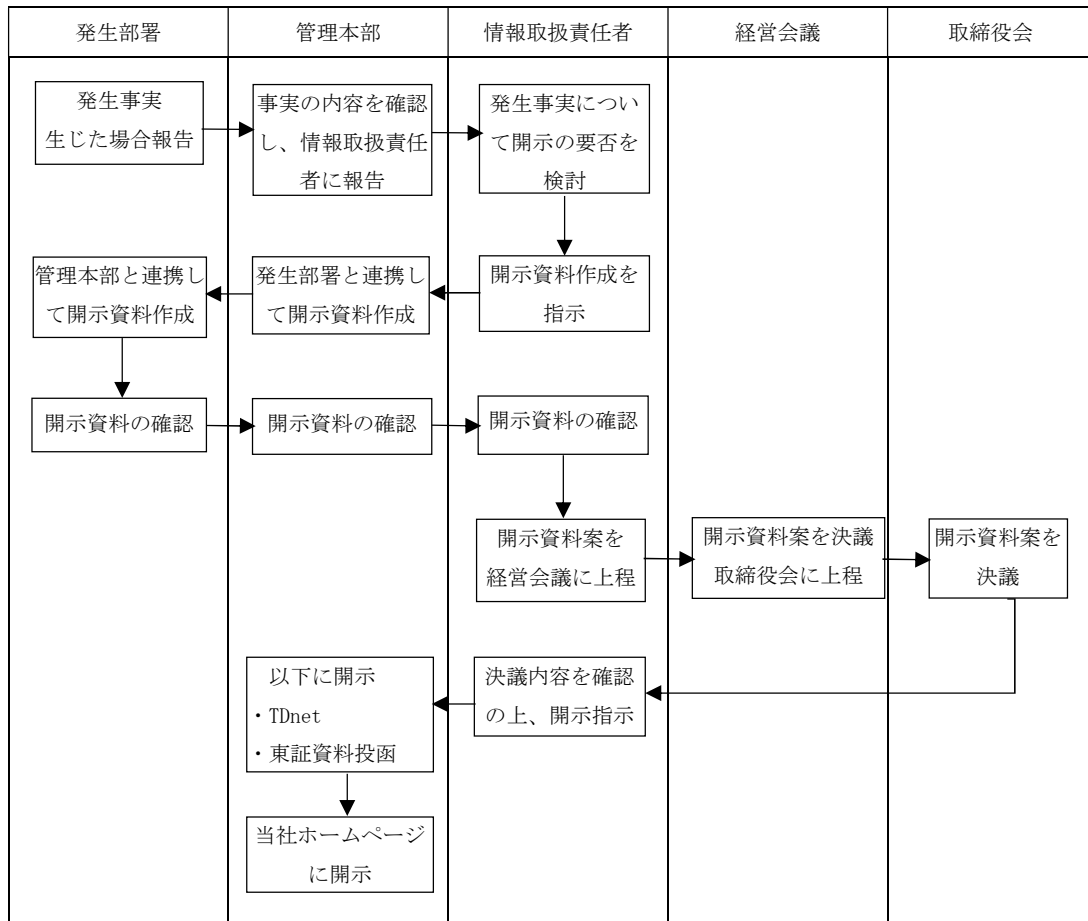 発生部署
管理本部
情報取扱責任者
経営会議
取締役会
発生事実
生じた場合報告
事実の内容を確認
し、情報取扱責任
者に報告
発生事実につい
て開示の要否を
検討
管理本部と連携し
て開示資料作成
発生部署と連携し
て開示資料作成
開示資料作成を
指示
開示資料の確認
開示資料の確認
開示資料の確認
開示資料案を
経営会議に上程
開示資料案を決議
取締役会に上程
開示資料案を
決議
以下に開示
・TDnet
・東証資料投函
決議内容を確認
の上、開示指示
当社ホームページ
に開示